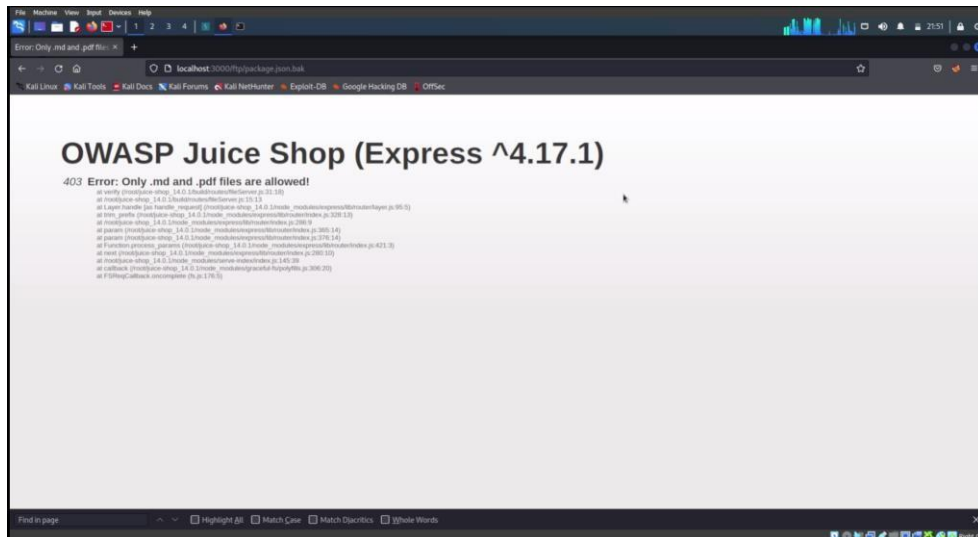 File Machine View Input Devices Help
1 2 3 4
21:51
Error: Only .md and .pdf files × +
localhost:3000/ftp/package.json.bak
Kali Linux Kali Tools Kali Docs Kali Forums Kali NetHunter Exploit-DB Google Hacking DB OffSec
OWASP Juice Shop (Express ^4.17.1)
403 Error: Only .md and .pdf files are allowed!
at verify (/root/juice-shop_14.0.1/build/routes/fileServer.js:31:18)
at /root/juice-shop_14.0.1/build/routes/fileServer.js:15:13
at Layer.handle [as handle_request] (/root/juice-shop_14.0.1/node_modules/express/lib/router/layer.js:95:5)
at trim_prefix (/root/juice-shop_14.0.1/node_modules/express/lib/router/index.js:328:13)
at /root/juice-shop_14.0.1/node_modules/express/lib/router/index.js:286:9
at param (/root/juice-shop_14.0.1/node_modules/express/lib/router/index.js:365:14)
at param (/root/juice-shop_14.0.1/node_modules/express/lib/router/index.js:376:14)
at Function.process_params (/root/juice-shop_14.0.1/node_modules/express/lib/router/index.js:421:3)
at next (/root/juice-shop_14.0.1/node_modules/express/lib/router/index.js:280:10)
at /root/juice-shop_14.0.1/node_modules/serve-index/index.js:145:39
at callback (/root/juice-shop_14.0.1/node_modules/graceful-fs/polyfills.js:306:20)
at FSReqCallback.oncomplete (fs.js:176:5)
Find in page Highlight All Match Case Match Diacritics Whole Words